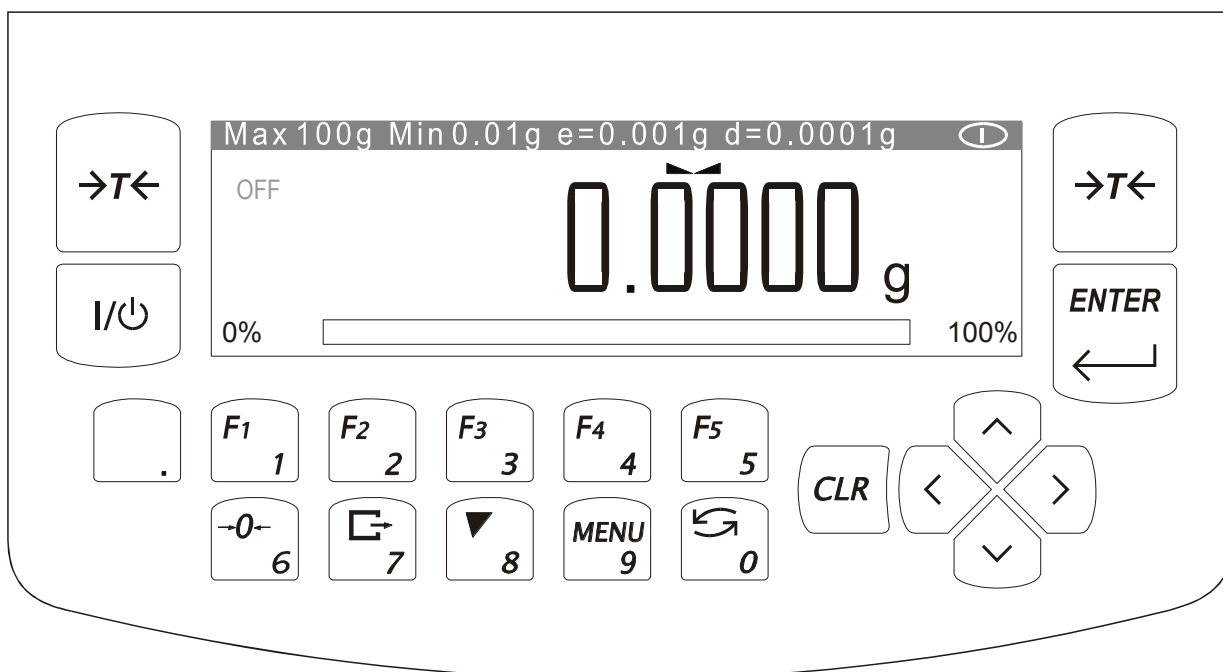 Max 100g Min 0.01g e=0.001g d=0.0001g
→T←
OFF
0.0000 g
→T←
I/⏻
0% 100%
ENTER
.
F1 1
F2 2
F3 3
F4 4
F5 5
CLR
→0← 6
7
8
MENU 9
0